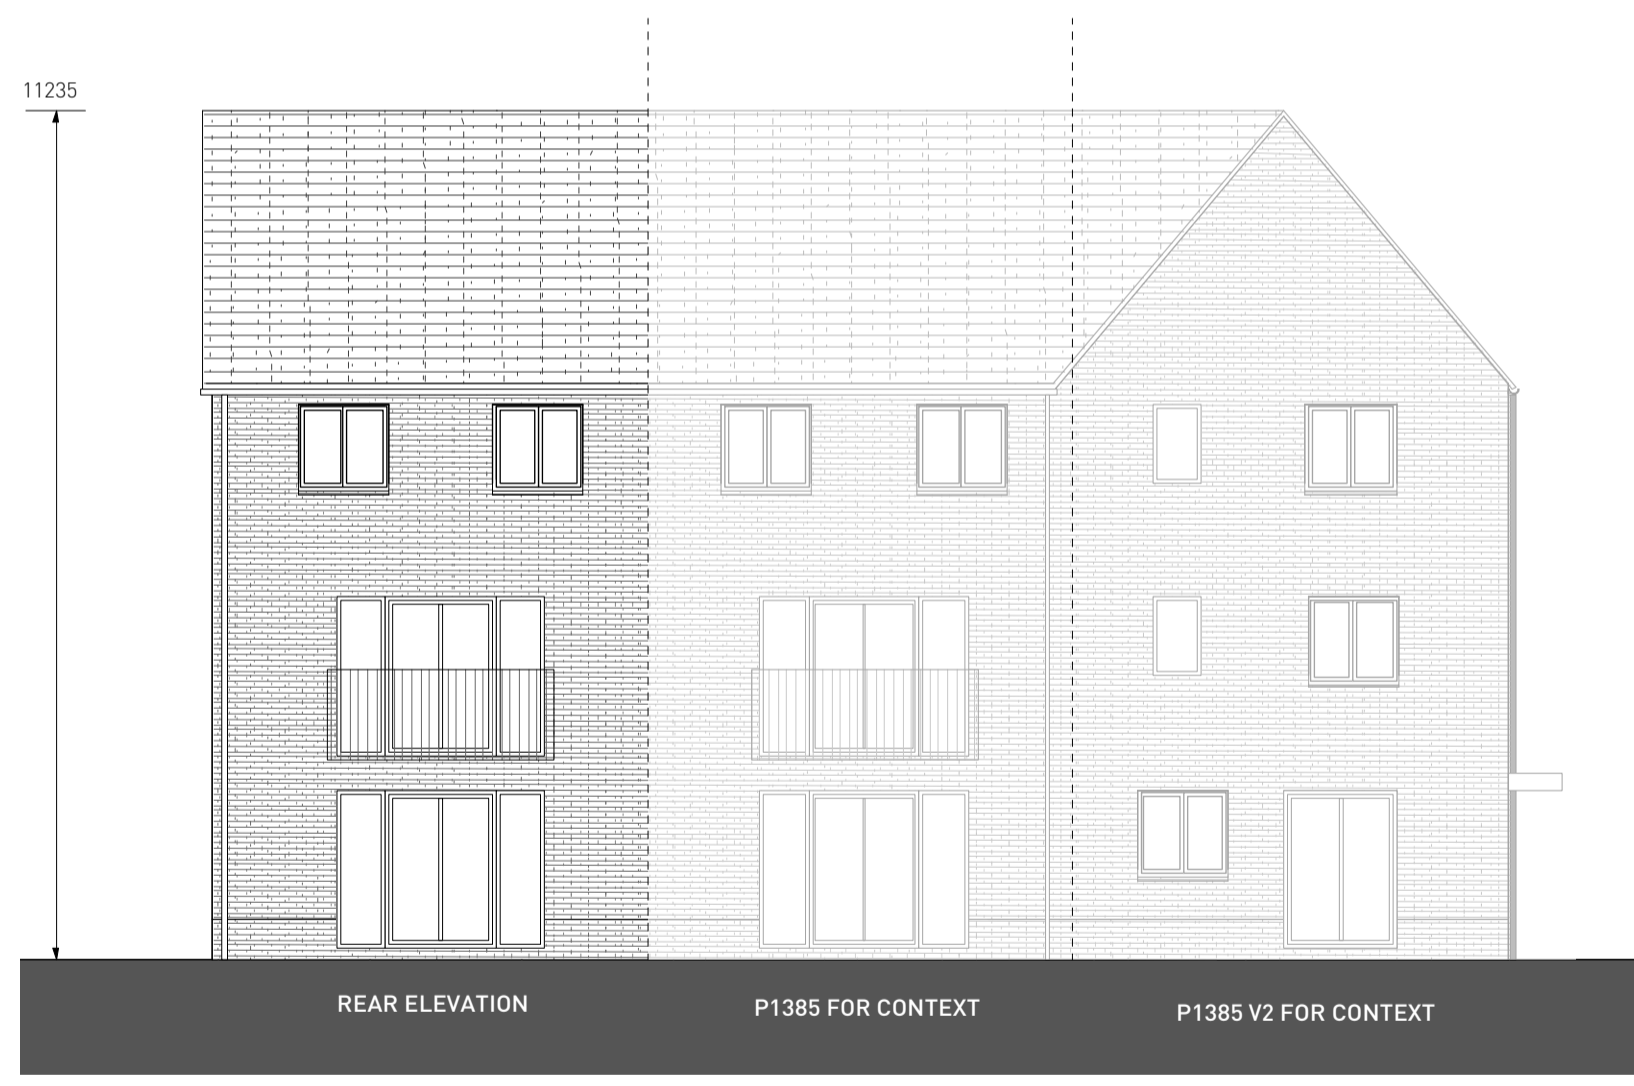 11235
REAR ELEVATION
P1385 FOR CONTEXT
P1385 V2 FOR CONTEXT